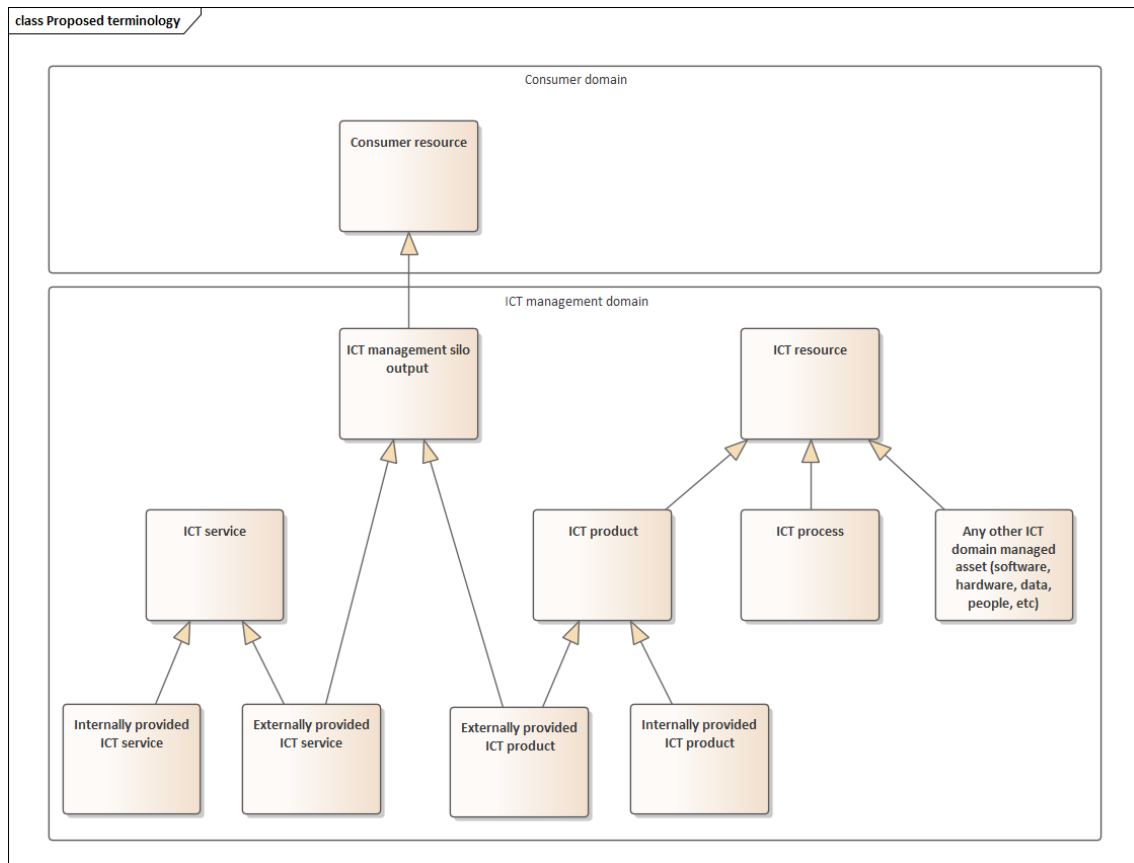 class Proposed terminology
Consumer domain
Consumer resource
ICT management domain
ICT management silo
output
ICT resource
ICT service
ICT product
ICT process
Any other ICT
domain managed
asset (software,
hardware, data,
people, etc)
Internally provided
ICT service
Externally provided
ICT service
Externally provided
ICT product
Internally provided
ICT product